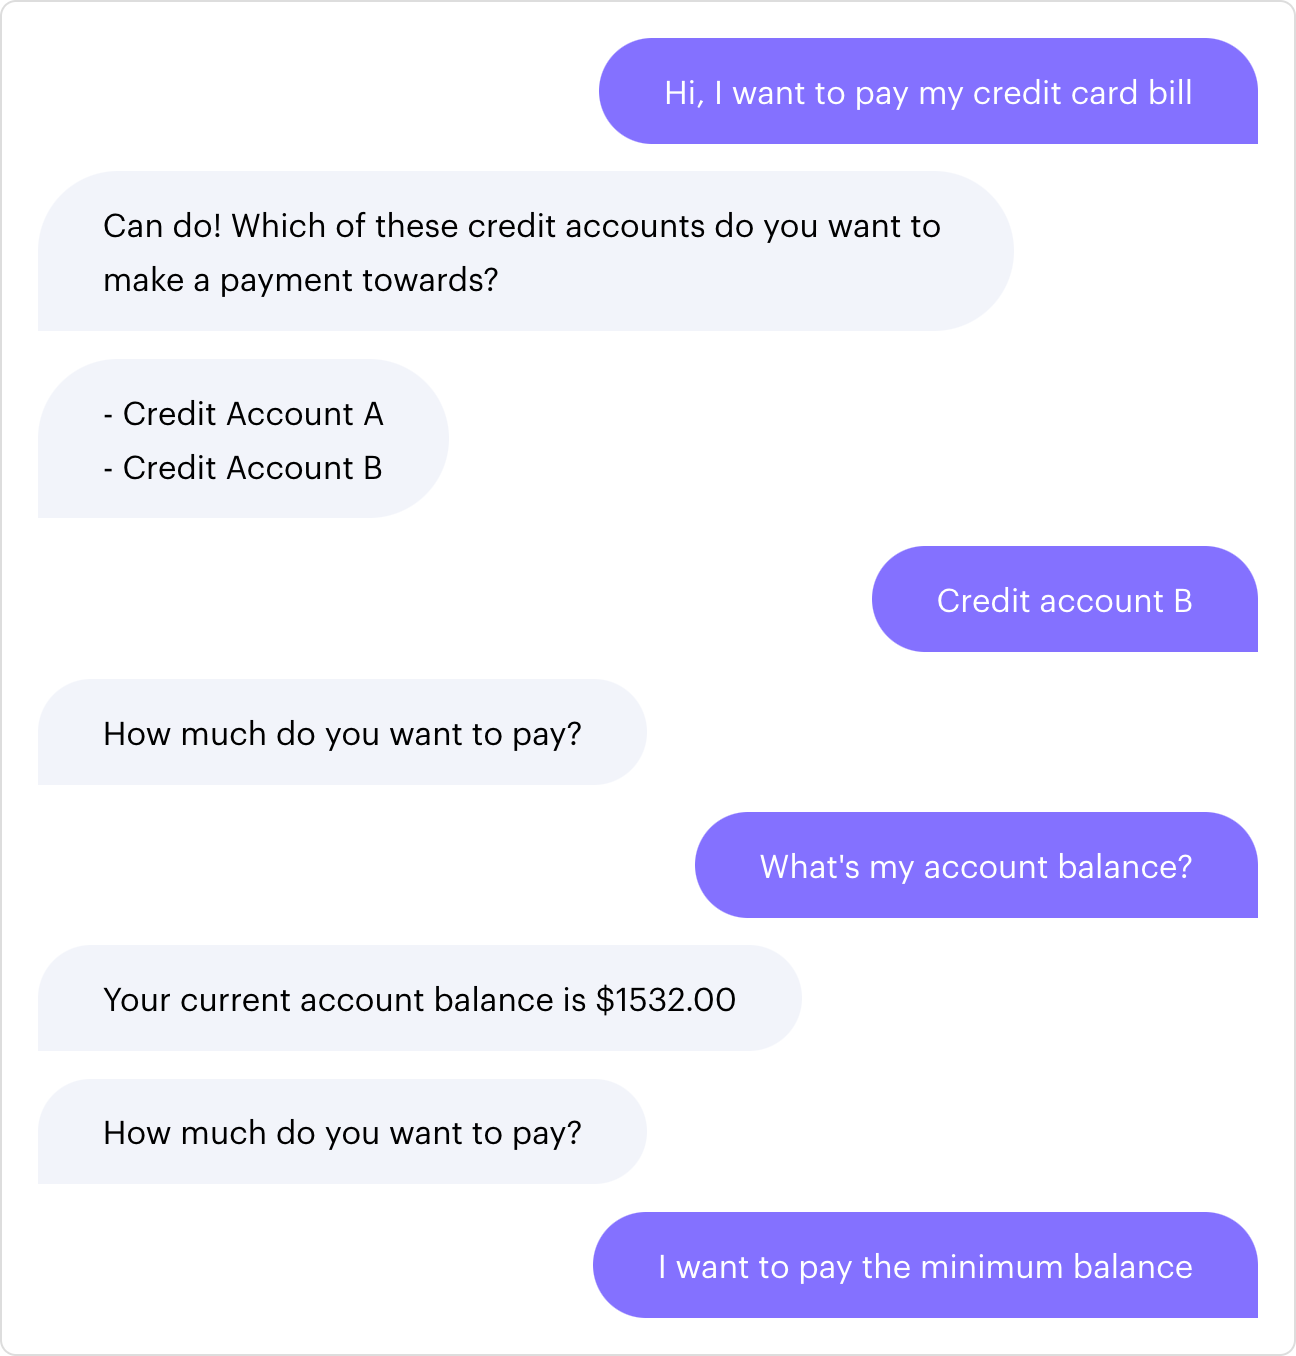 Hi, I want to pay my credit card bill
Can do! Which of these credit accounts do you want to
make a payment towards?
- Credit Account A
- Credit Account B
Credit account B
How much do you want to pay?
What's my account balance?
Your current account balance is $1532.00
How much do you want to pay?
I want to pay the minimum balance